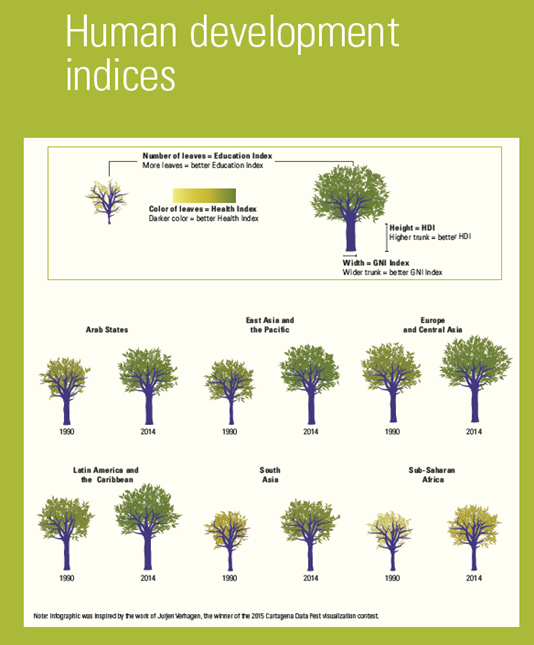 Human development
indices
Number of leaves = Education Index
More leaves = better Education Index
Color of leaves = Health Index
Darker color = better Health Index
Height = HDI
Higher trunk = better HDI
Width = GNI Index
Wider trunk = better GNI Index
Arab States
East Asia and
the Pacific
Europe
and Central Asia
1990
2014
1990
2014
1990
2014
Latin America and
the Caribbean
South
Asia
Sub-Saharan
Africa
1990
2014
1990
2014
1990
2014
Note: Infographic was inspired by the work of Jurjen Verhagen, the winner of the 2015 Cartagena Data Fest visualization contest.